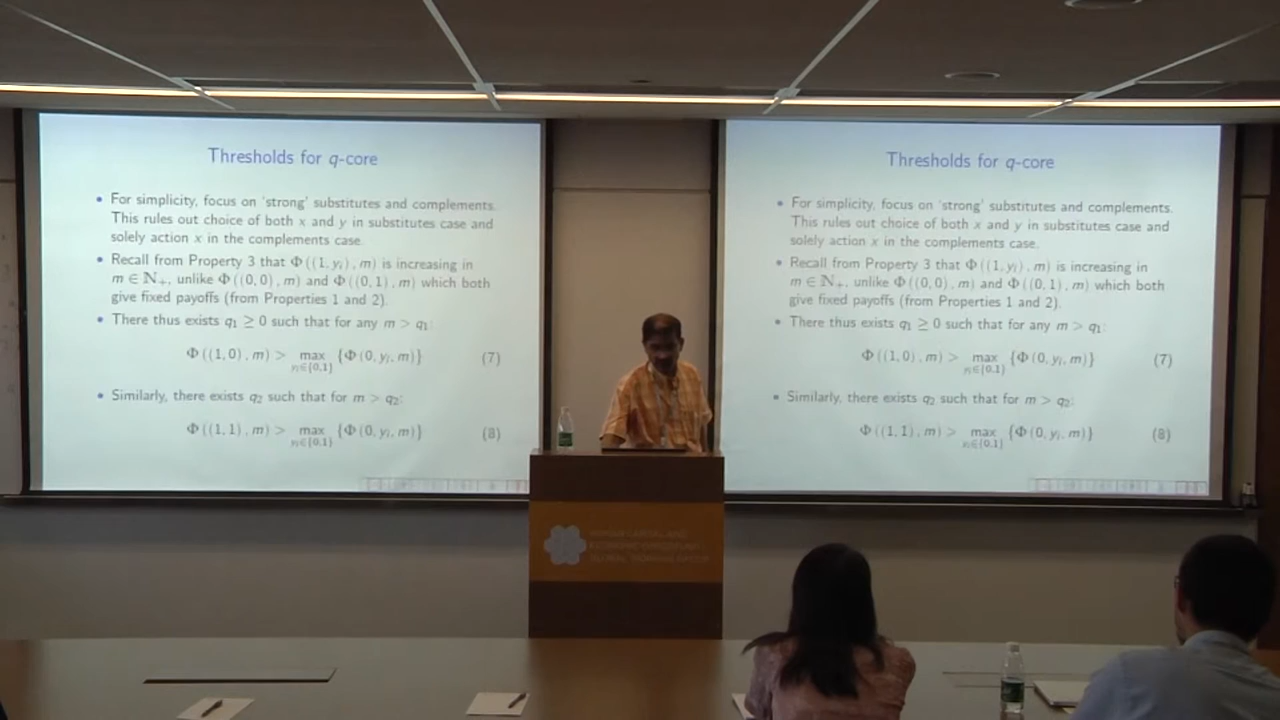 Thresholds for q-core
• For simplicity, focus on 'strong' substitutes and complements.
This rules out choice of both x and y in substitutes case and
solely action x in the complements case.
• Recall from Property 3 that Φ((1, yᵢ), m) is increasing in
m ∈ ℕ₊, unlike Φ((0, 0), m) and Φ((0, 1), m) which both
give fixed payoffs (from Properties 1 and 2).
• There thus exists q₁ ≥ 0 such that for any m > q₁:
Φ((1, 0), m) > max {Φ(0, yᵢ, m)} (7)
yᵢ∈{0,1}
• Similarly, there exists q₂ such that for m > q₂:
Φ((1, 1), m) > max {Φ(0, yᵢ, m)} (8)
yᵢ∈{0,1}
Thresholds for q-core
• For simplicity, focus on 'strong' substitutes and complements.
This rules out choice of both x and y in substitutes case and
solely action x in the complements case.
• Recall from Property 3 that Φ((1, yᵢ), m) is increasing in
m ∈ ℕ₊, unlike Φ((0, 0), m) and Φ((0, 1), m) which both
give fixed payoffs (from Properties 1 and 2).
• There thus exists q₁ ≥ 0 such that for any m > q₁:
Φ((1, 0), m) > max {Φ(0, yᵢ, m)} (7)
yᵢ∈{0,1}
• Similarly, there exists q₂ such that for m > q₂:
Φ((1, 1), m) > max {Φ(0, yᵢ, m)} (8)
yᵢ∈{0,1}
HUMAN CAPITAL AND
ECONOMIC OPPORTUNITY
GLOBAL WORKING GROUP